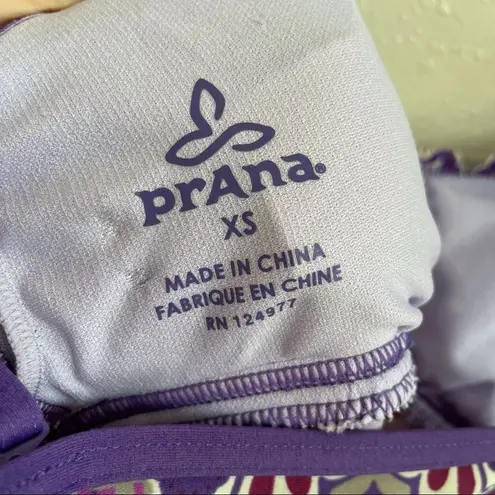 prAna®
XS
MADE IN CHINA
FABRIQUE EN CHINE
RN 124977